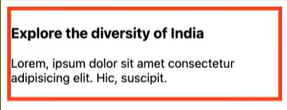 Explore the diversity of India
Lorem, ipsum dolor sit amet consectetur
adipisicing elit. Hic, suscipit.